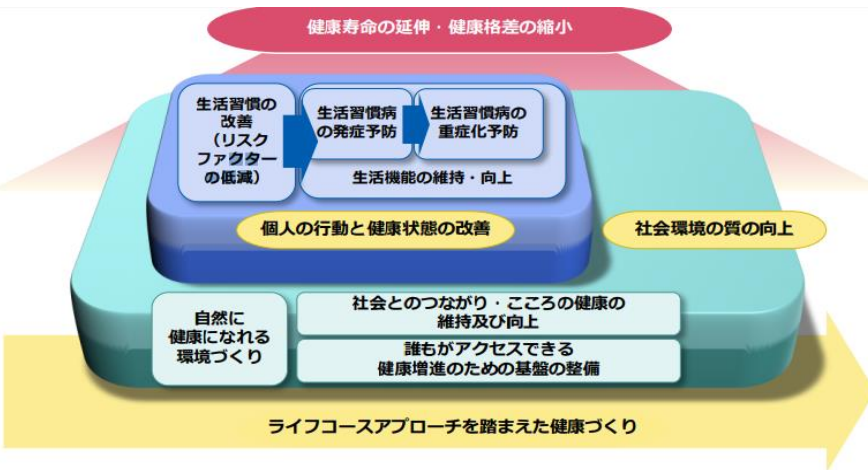 健康寿命の延伸・健康格差の縮小
生活習慣の
改善
（リスク
ファクター
の低減）
生活習慣病
の発症予防
生活習慣病の
重症化予防
生活機能の維持・向上
個人の行動と健康状態の改善
社会環境の質の向上
自然に
健康になれる
環境づくり
社会とのつながり・こころの健康の
維持及び向上
誰もがアクセスできる
健康増進のための基盤の整備
ライフコースアプローチを踏まえた健康づくり